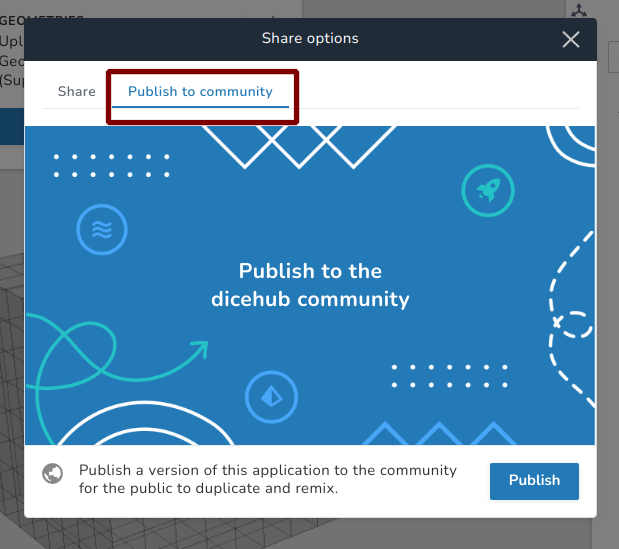 GEOMETRIES
Share options
Upl
Geo
(Sup
Share
Publish to community
Publish to the
dicehub community
Publish a version of this application to the community
for the public to duplicate and remix.
Publish